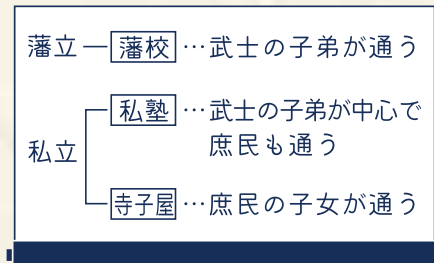 藩立 藩校 …武士の子弟が通う
私立
私塾 …武士の子弟が中心で
庶民も通う
寺子屋 …庶民の子女が通う